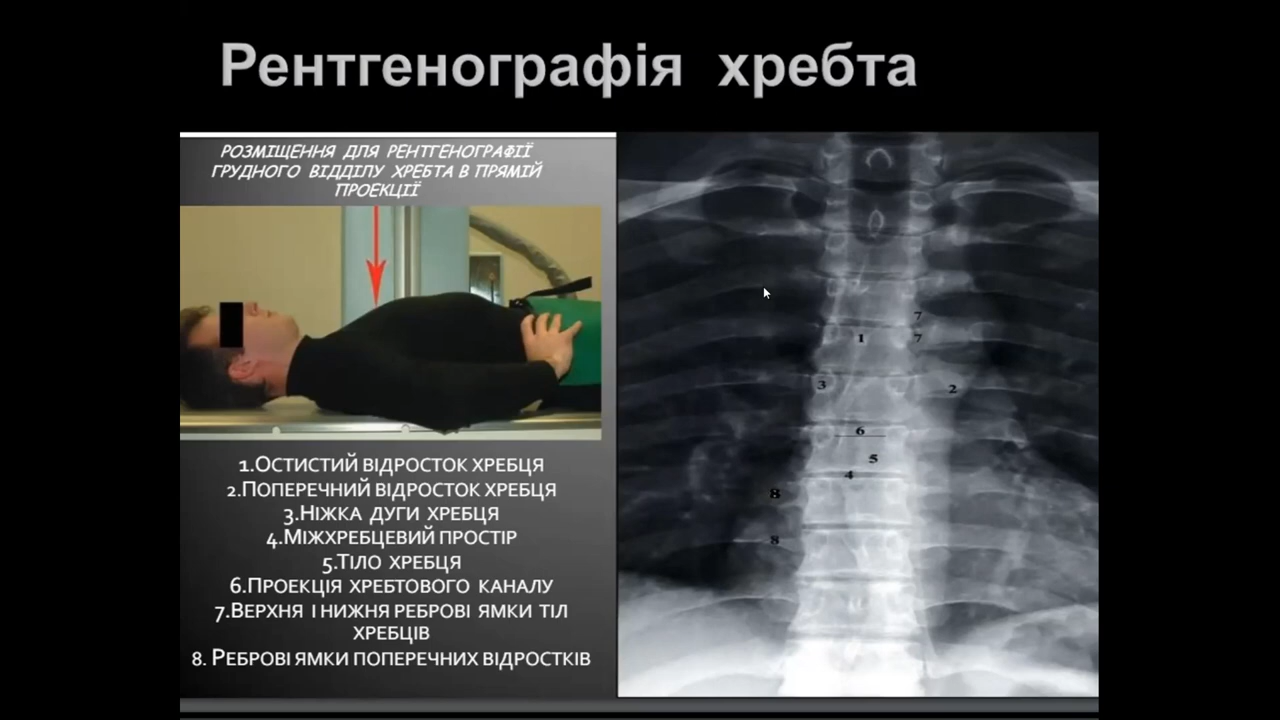 Рентгенографія хребта
РОЗМІЩЕННЯ ДЛЯ РЕНТГЕНОГРАФІЇ
ГРУДНОГО ВІДДІЛУ ХРЕБТА В ПРЯМІЙ
ПРОЕКЦІЇ
1.ОСТИСТИЙ ВІДРОСТОК ХРЕБЦЯ
2.ПОПЕРЕЧНИЙ ВІДРОСТОК ХРЕБЦЯ
3.НІЖКА ДУГИ ХРЕБЦЯ
4.МІЖХРЕБЦЕВИЙ ПРОСТІР
5.ТІЛО ХРЕБЦЯ
6.ПРОЕКЦІЯ ХРЕБТОВОГО КАНАЛУ
7.ВЕРХНЯ І НИЖНЯ РЕБРОВІ ЯМКИ ТІЛ
ХРЕБЦІВ
8. РЕБРОВІ ЯМКИ ПОПЕРЕЧНИХ ВІДРОСТКІВ
7
1 7
3 2
6
5
4
8
8